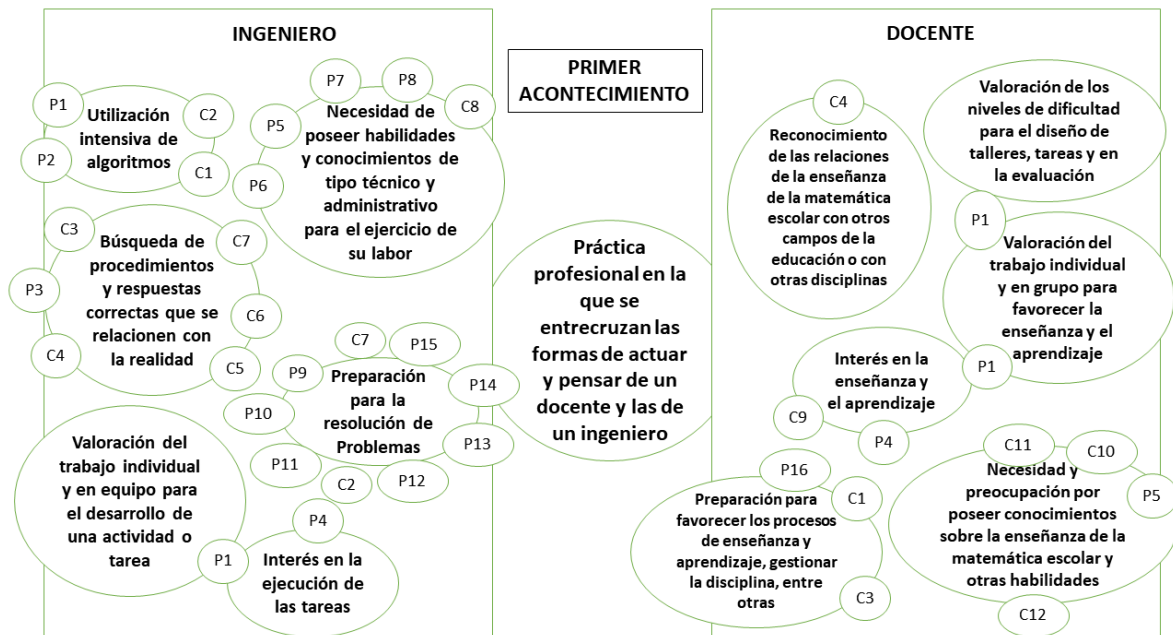 INGENIERO
P7
P8
C8
P1
Utilización
intensiva de
algoritmos
C2
P2
C1
P5
P6
Necesidad de
poseer habilidades
y conocimientos de
tipo técnico y
administrativo
para el ejercicio de
su labor
C3
Búsqueda de
procedimientos
y respuestas
correctas que se
relacionen con
la realidad
C7
P3
C6
C4
C5
C7
P15
P9
Preparación
para la
resolución de
Problemas
P14
P10
P13
P11
C2
P12
Valoración del
trabajo individual
y en equipo para
el desarrollo de
una actividad o
tarea
P4
P1
Interés en la
ejecución de
las tareas
PRIMER
ACONTECIMIENTO
Práctica
profesional en la
que se
entrecruzan las
formas de actuar
y pensar de un
docente y las de
un ingeniero
DOCENTE
C4
Reconocimiento
de las relaciones
de la enseñanza
de la matemática
escolar con otros
campos de la
educación o con
otras disciplinas
Valoración de los
niveles de dificultad
para el diseño de
talleres, tareas y en
la evaluación
P1
Valoración del
trabajo individual
y en grupo para
favorecer la
enseñanza y el
aprendizaje
P1
Interés en la
enseñanza y
el aprendizaje
C9
P4
P16
C1
Preparación para
favorecer los procesos
de enseñanza y
aprendizaje, gestionar
la disciplina, entre
otras
C3
C11
C10
P5
Necesidad y
preocupación por
poseer conocimientos
sobre la enseñanza de la
matemática escolar y
otras habilidades
C12